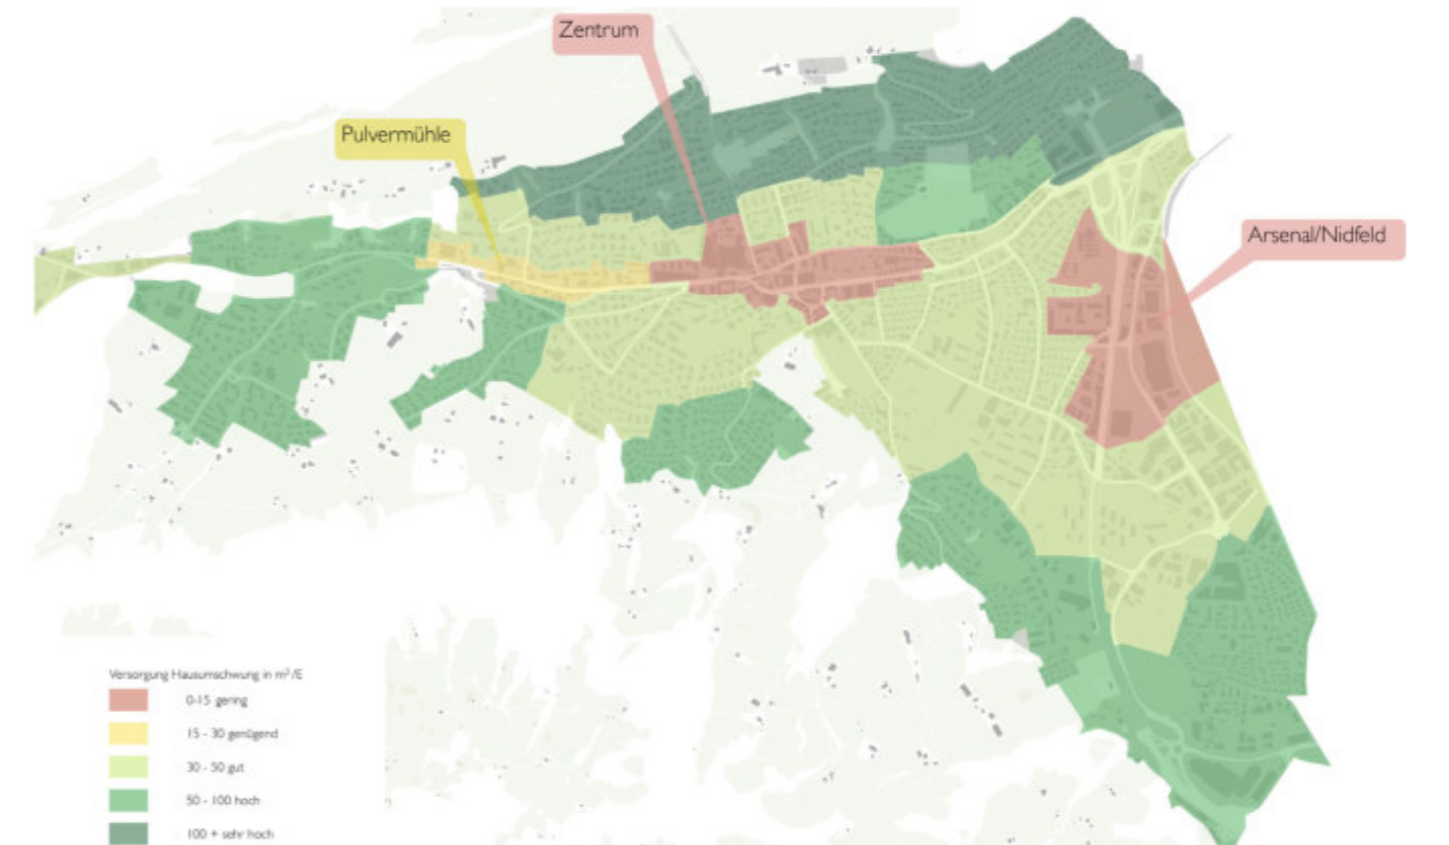 Zentrum
Pulvermühle
Arsenal/Nidfeld
Versorgung Hausumschwung in m²/E
0-15 gering
15 - 30 genügend
30 - 50 gut
50 - 100 hoch
100 + sehr hoch